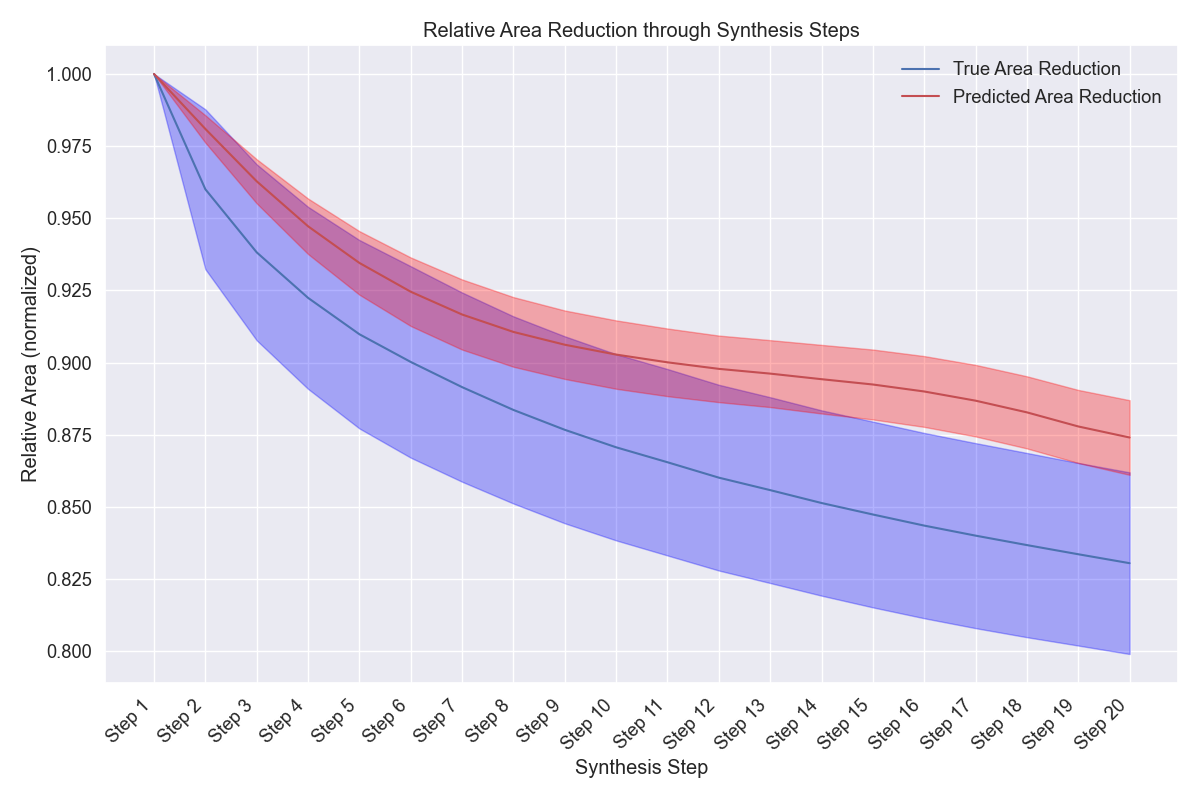 Relative Area Reduction through Synthesis Steps
True Area Reduction
Predicted Area Reduction
Relative Area (normalized)
1.000
0.975
0.950
0.925
0.900
0.875
0.850
0.825
0.800
Step 1
Step 2
Step 3
Step 4
Step 5
Step 6
Step 7
Step 8
Step 9
Step 10
Step 11
Step 12
Step 13
Step 14
Step 15
Step 16
Step 17
Step 18
Step 19
Step 20
Synthesis Step